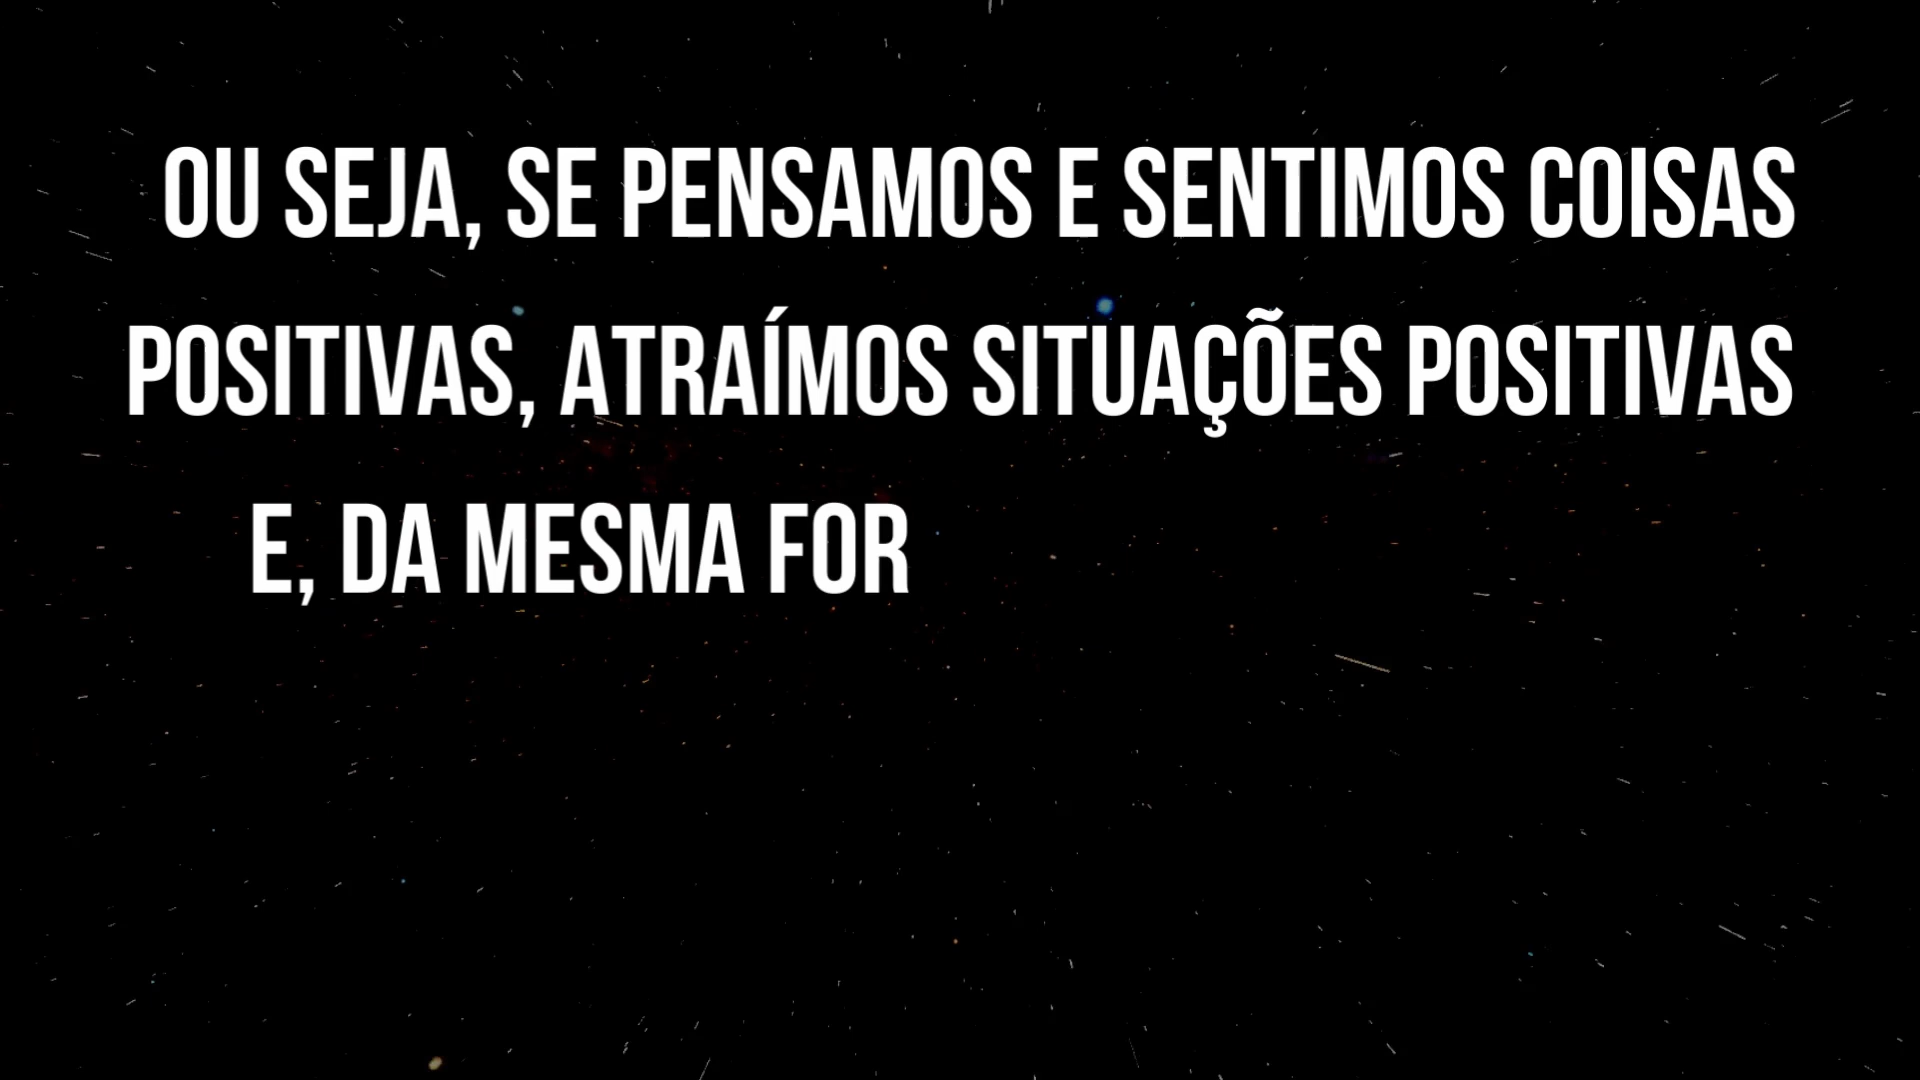 OU SEJA, SE PENSAMOS E SENTIMOS COISAS
POSITIVAS, ATRAÍMOS SITUAÇÕES POSITIVAS
E, DA MESMA FOR